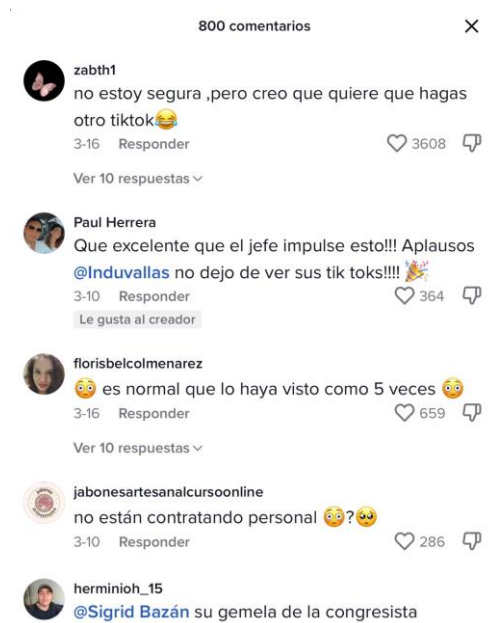 800 comentarios
zabth1
no estoy segura ,pero creo que quiere que hagas
otro tiktok😂
3-16 Responder 3608
Ver 10 respuestas
Paul Herrera
Que excelente que el jefe impulse esto!!! Aplausos
@Induvallas no dejo de ver sus tik toks!!!! 🎉
3-10 Responder 364
Le gusta al creador
florisbelcolmenarez
😳 es normal que lo haya visto como 5 veces 😳
3-16 Responder 659
Ver 10 respuestas
jabonesartesanalcursoonline
no están contratando personal 😳?🥺
3-10 Responder 286
herminioh_15
@Sigrid Bazán su gemela de la congresista